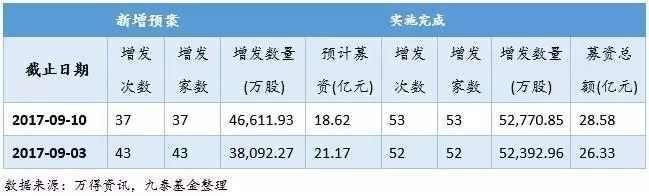 新增预案 实施完成
截止日期 增发次数 增发家数 增发数量(万股) 预计募资(亿元) 增发次数 增发家数 增发数量(万股) 募资总额(亿元)
2017-09-10 37 37 46,611.93 18.62 53 53 52,770.85 28.58
2017-09-03 43 43 38,092.27 21.17 52 52 52,392.96 26.33
数据来源：万得资讯，九泰基金整理